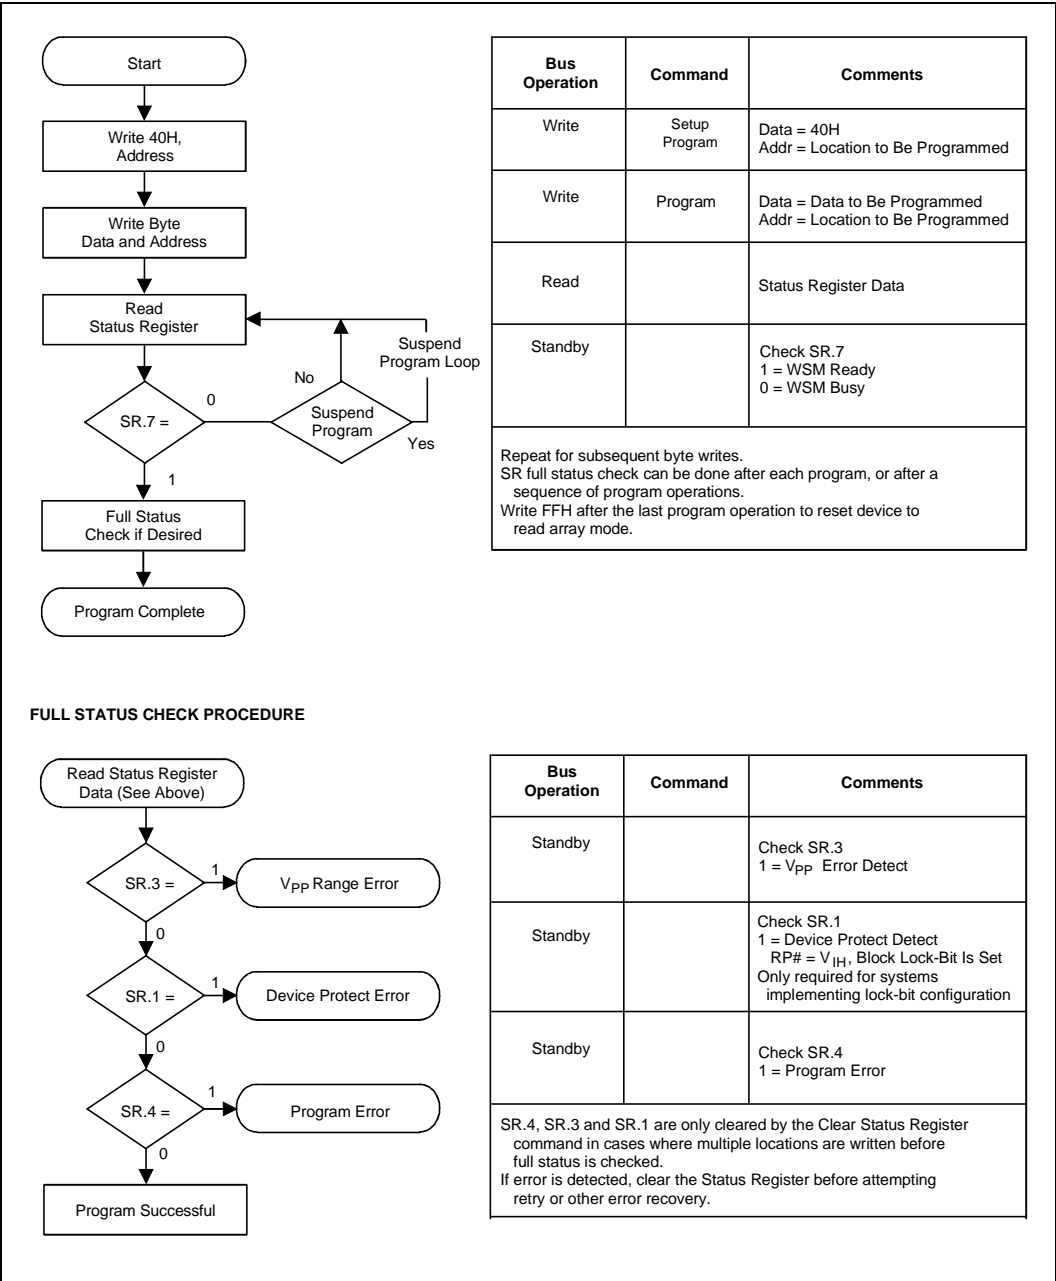 Start
Write 40H,
Address
Write Byte
Data and Address
Read
Status Register
SR.7 =
0
1
No
Suspend
Program
Yes
Suspend
Program Loop
Full Status
Check if Desired
Program Complete
Bus
Operation
Command
Comments
Write
Setup
Program
Data = 40H
Addr = Location to Be Programmed
Write
Program
Data = Data to Be Programmed
Addr = Location to Be Programmed
Read
Status Register Data
Standby
Check SR.7
1 = WSM Ready
0 = WSM Busy
Repeat for subsequent byte writes.
SR full status check can be done after each program, or after a
sequence of program operations.
Write FFH after the last program operation to reset device to
read array mode.
FULL STATUS CHECK PROCEDURE
Read Status Register
Data (See Above)
SR.3 =
1
VPP Range Error
0
SR.1 =
1
Device Protect Error
0
SR.4 =
1
Program Error
0
Program Successful
Bus
Operation
Command
Comments
Standby
Check SR.3
1 = VPP Error Detect
Standby
Check SR.1
1 = Device Protect Detect
RP# = VIH, Block Lock-Bit Is Set
Only required for systems
implementing lock-bit configuration
Standby
Check SR.4
1 = Program Error
SR.4, SR.3 and SR.1 are only cleared by the Clear Status Register
command in cases where multiple locations are written before
full status is checked.
If error is detected, clear the Status Register before attempting
retry or other error recovery.